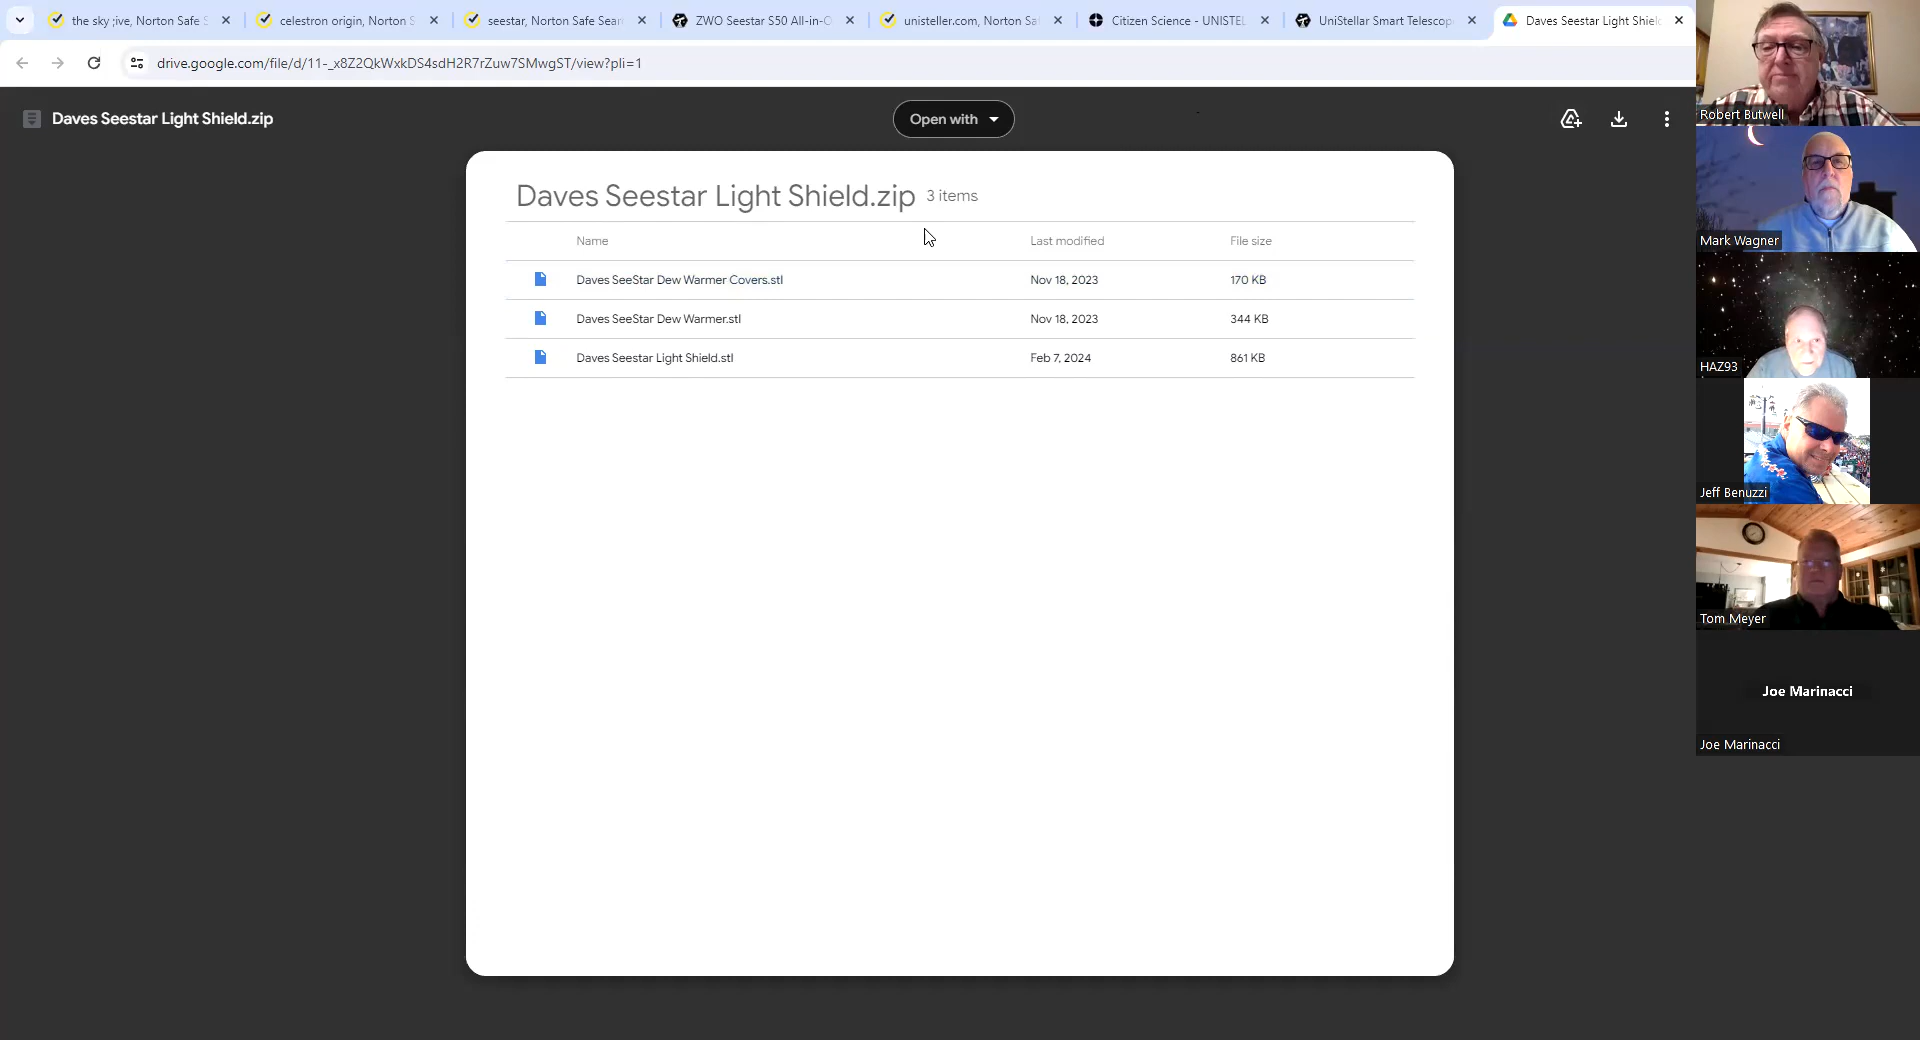 the sky ;ive, Norton Safe S
celestron origin, Norton S
seestar, Norton Safe Sear
ZWO Seestar S50 All-in-O
unisteller.com, Norton Sa
Citizen Science - UNISTEL
UniStellar Smart Telescop
Daves Seestar Light Shiel
drive.google.com/file/d/11-_x8Z2QkWxkDS4sdH2R7rZuw7SMwgST/view?pli=1
Daves Seestar Light Shield.zip
Open with
Daves Seestar Light Shield.zip 3 items
Name Last modified File size
Daves SeeStar Dew Warmer Covers.stl Nov 18, 2023 170 KB
Daves SeeStar Dew Warmer.stl Nov 18, 2023 344 KB
Daves Seestar Light Shield.stl Feb 7, 2024 861 KB
Robert Butwell
Mark Wagner
HAZ93
Jeff Benuzzi
Tom Meyer
Joe Marinacci
Joe Marinacci